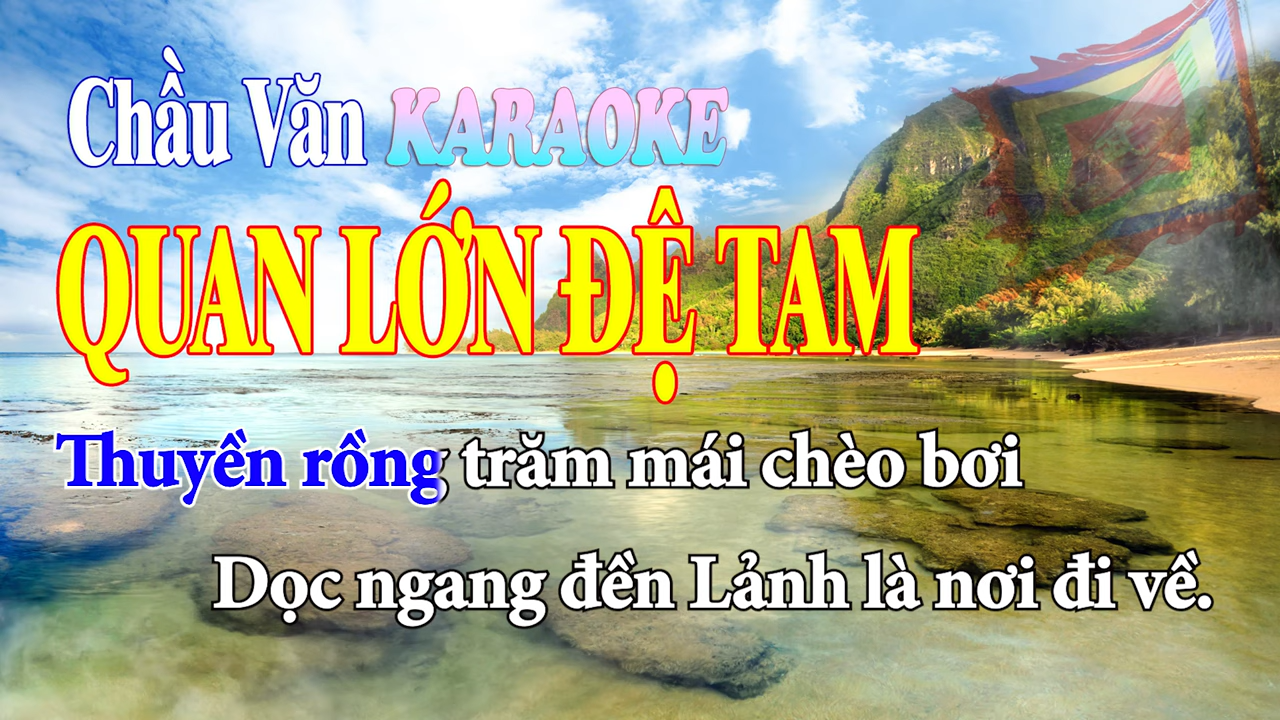 Chầu Văn KARAOKE
QUAN LỚN ĐỆ TAM
Thuyền rồng trăm mái chèo bơi
Dọc ngang đền Lảnh là nơi đi về.